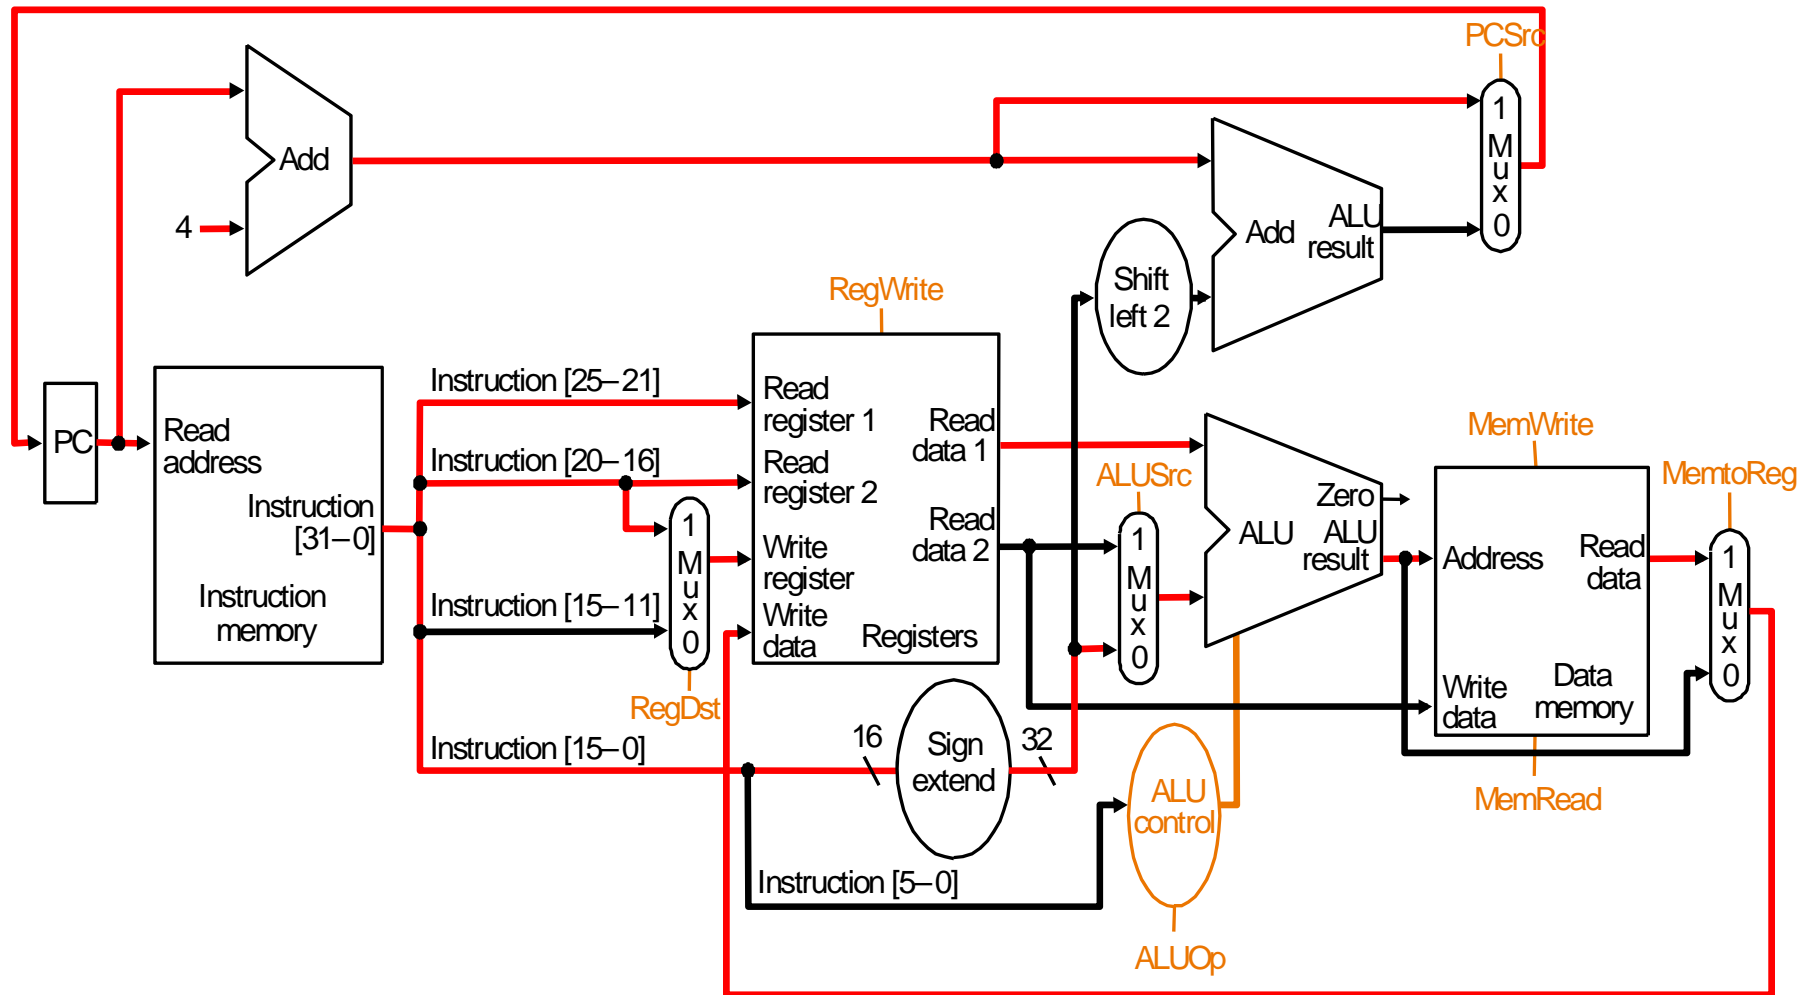 PCSrc
1
M
u
x
0
Add
4
Add
ALU
result
Shift
left 2
RegWrite
PC
Read
address
Instruction
[31–0]
Instruction
memory
Instruction [25–21]
Instruction [20–16]
Instruction [15–11]
Instruction [15–0]
1
M
u
x
0
RegDst
Read
register 1
Read
register 2
Write
register
Write
data
Read
data 1
Read
data 2
Registers
16
Sign
extend
32
Instruction [5–0]
ALUSrc
1
M
u
x
0
Zero
ALU
ALU
result
ALU
control
ALUOp
MemWrite
Address
Read
data
Write
data
Data
memory
MemRead
MemtoReg
1
M
u
x
0